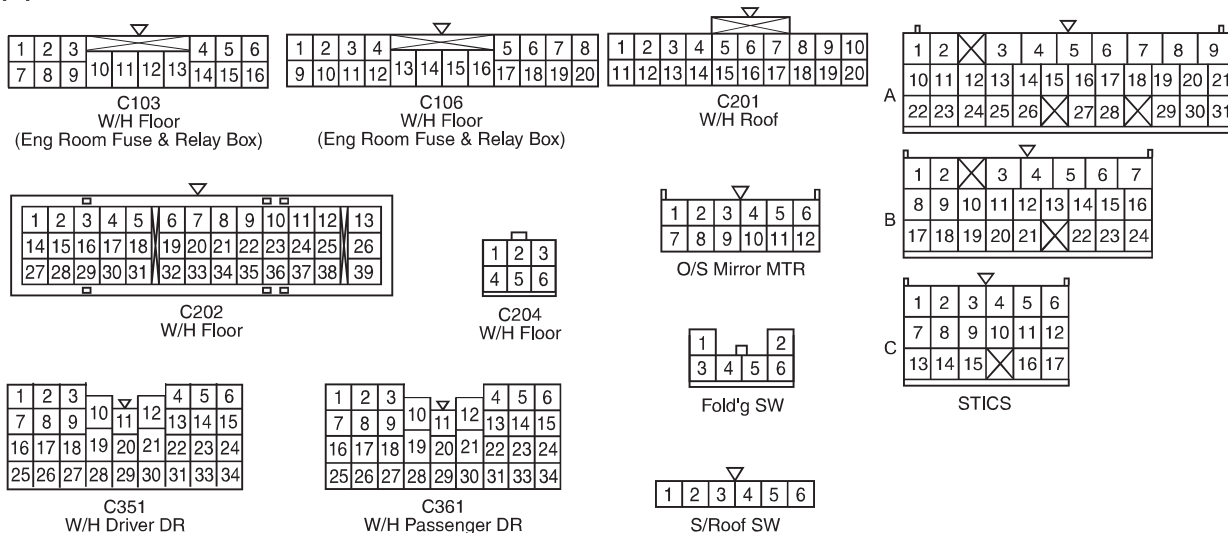 1 2 3 4 5 6
7 8 9 10 11 12 13 14 15 16
C103
W/H Floor
(Eng Room Fuse & Relay Box)
1 2 3 4 5 6 7 8
9 10 11 12 13 14 15 16 17 18 19 20
C106
W/H Floor
(Eng Room Fuse & Relay Box)
1 2 3 4 5 6 7 8 9 10
11 12 13 14 15 16 17 18 19 20
C201
W/H Roof
A
1 2 3 4 5 6 7 8 9
10 11 12 13 14 15 16 17 18 19 20 21
22 23 24 25 26 27 28 29 30 31
1 2 3 4 5 6 7 8 9 10 11 12 13
14 15 16 17 18 19 20 21 22 23 24 25 26
27 28 29 30 31 32 33 34 35 36 37 38 39
C202
W/H Floor
1 2 3
4 5 6
C204
W/H Floor
1 2 3 4 5 6
7 8 9 10 11 12
O/S Mirror MTR
B
1 2 3 4 5 6 7
8 9 10 11 12 13 14 15 16
17 18 19 20 21 22 23 24
1 2
3 4 5 6
Fold'g SW
C
1 2 3 4 5 6
7 8 9 10 11 12
13 14 15 16 17
STICS
1 2 3 4 5 6
7 8 9 10 11 12 13 14 15
16 17 18 19 20 21 22 23 24
25 26 27 28 29 30 31 33 34
C351
W/H Driver DR
1 2 3 4 5 6
7 8 9 10 11 12 13 14 15
16 17 18 19 20 21 22 23 24
25 26 27 28 29 30 31 33 34
C361
W/H Passenger DR
1 2 3 4 5 6
S/Roof SW